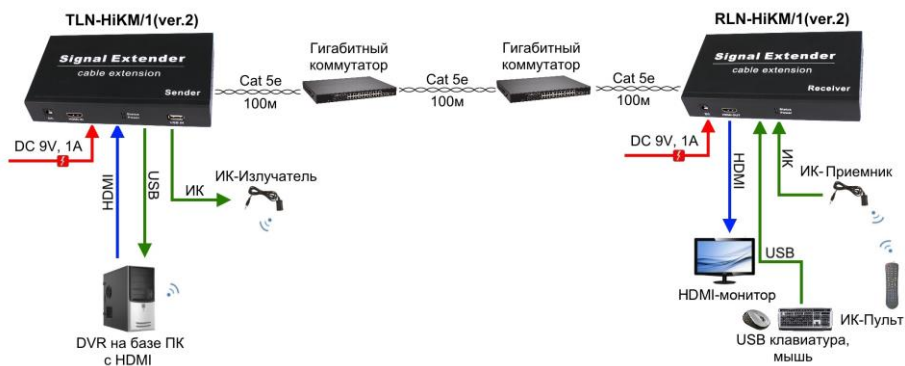 TLN-HiKM/1(ver.2)
RLN-HiKM/1(ver.2)
Signal Extender
cable extension
Sender
Cat 5e
100м
Гигабитный
коммутатор
Cat 5e
100м
Гигабитный
коммутатор
Cat 5e
100м
Signal Extender
cable extension
Receiver
DC 9V, 1A
HDMI
USB
ИК
ИК-Излучатель
DVR на базе ПК
с HDMI
DC 9V, 1A
HDMI
ИК
ИК- Приемник
USB
HDMI-монитор
USB клавиатура,
мышь
ИК-Пульт